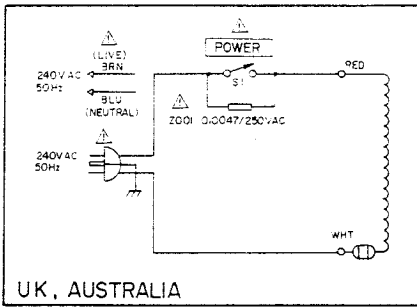 POWER
(LIVE)
BRN
240VAC
50Hz
BLU
(NEUTRAL)
S1
RED
Z001 0.0047/250VAC
240VAC
50Hz
WHT
UK, AUSTRALIA